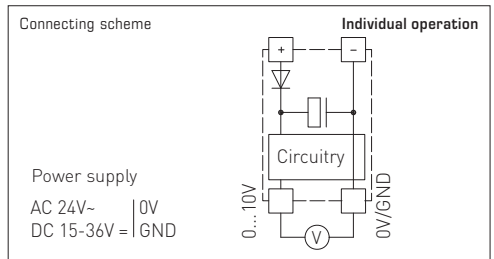 Connecting scheme
Individual operation
+
−
Circuitry
Power supply
AC 24V~ | 0V
DC 15-36V = | GND
0...10V
0V/GND
V